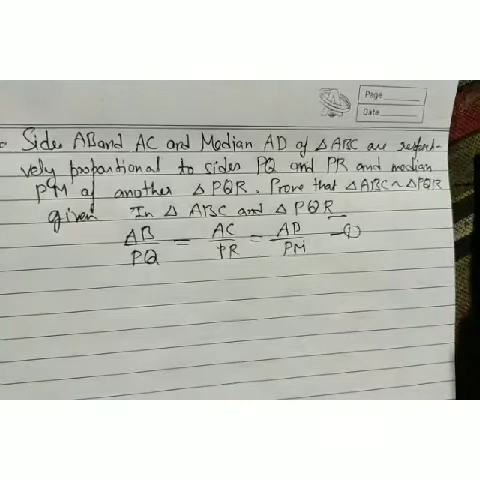 Page
Date
Sides AB and AC and Median AD of △ ABC are respecti-
vely propotional to sides PQ and PR and median
PM of another △ PQR. Prove that △ABC ~ △PQR
given In △ ABC and △ PQR
AB/PQ = AC/PR = AD/PM —①